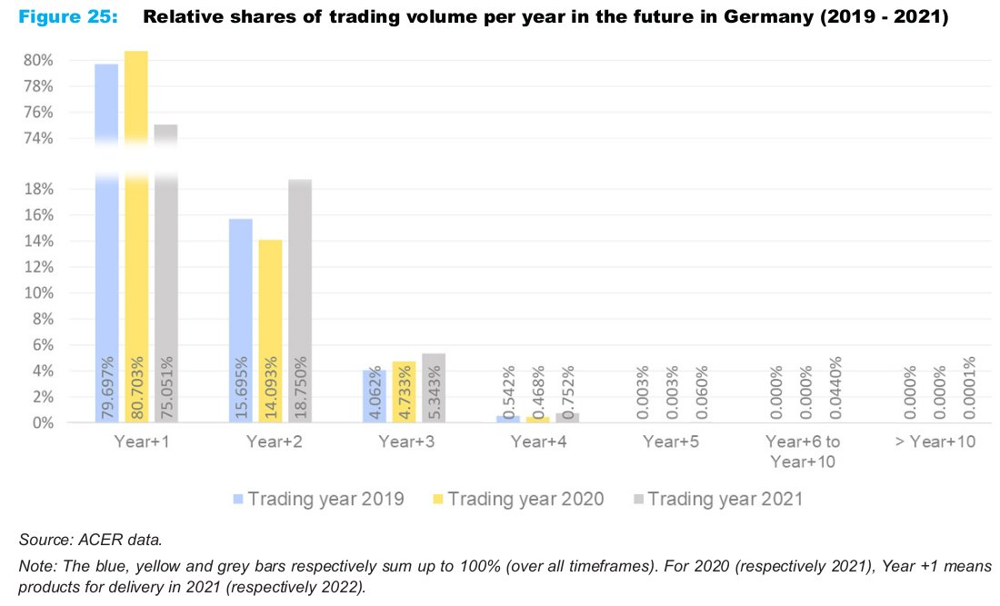 Figure 25: Relative shares of trading volume per year in the future in Germany (2019 - 2021)
80%
78%
76%
74%
18%
16%
14%
12%
10%
8%
6%
4%
2%
0%
79.697%
80.703%
75.051%
15.695%
14.093%
18.750%
4.062%
4.733%
5.343%
0.542%
0.468%
0.752%
0.003%
0.003%
0.060%
0.000%
0.000%
0.0440%
0.000%
0.000%
0.0001%
Year+1
Year+2
Year+3
Year+4
Year+5
Year+6 to
Year+10
> Year+10
Trading year 2019
Trading year 2020
Trading year 2021
Source: ACER data.
Note: The blue, yellow and grey bars respectively sum up to 100% (over all timeframes). For 2020 (respectively 2021), Year +1 means
products for delivery in 2021 (respectively 2022).